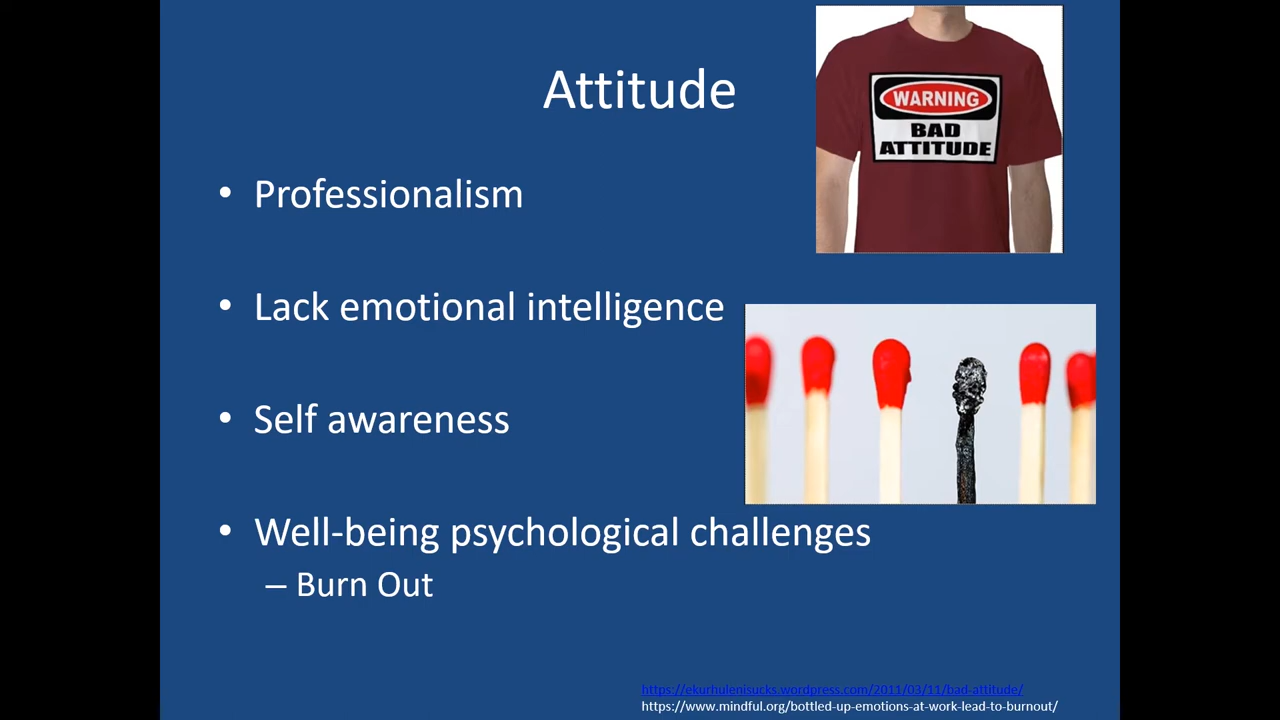 Attitude
WARNING
BAD
ATTITUDE
• Professionalism
• Lack emotional intelligence
• Self awareness
• Well-being psychological challenges
– Burn Out
https://ekurhulenisucks.wordpress.com/2011/03/11/bad-attitude/
https://www.mindful.org/bottled-up-emotions-at-work-lead-to-burnout/